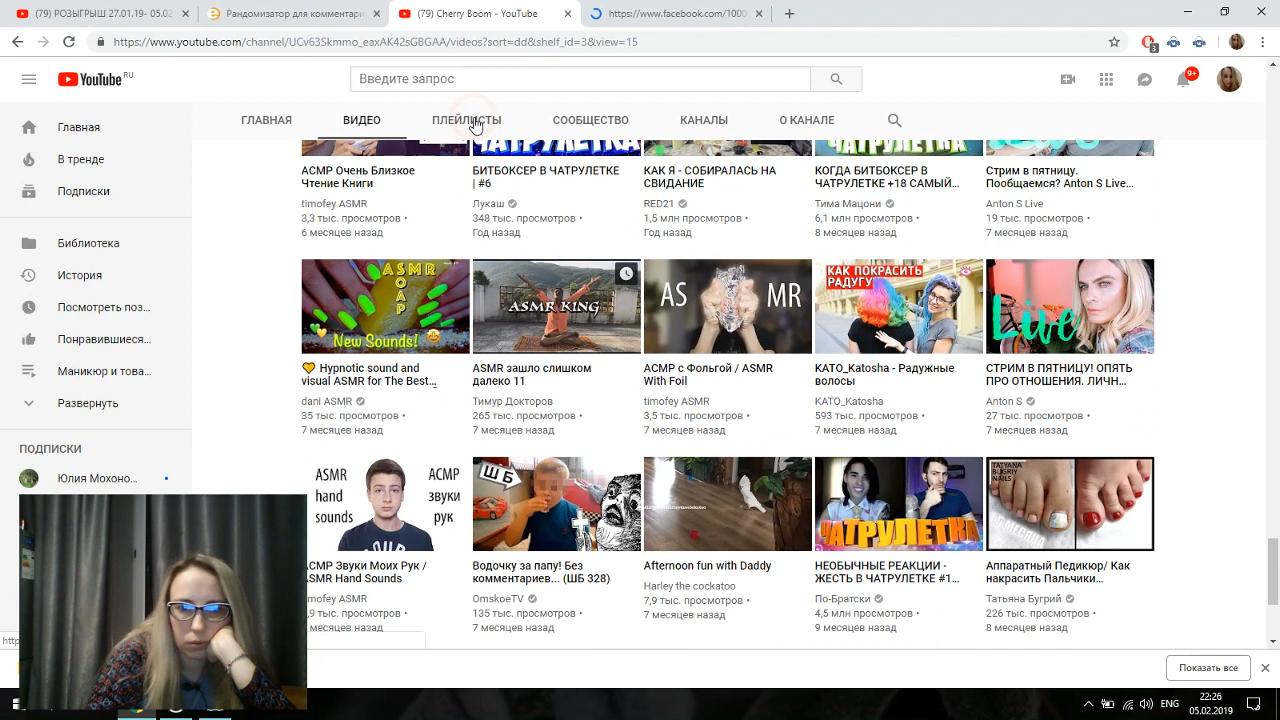 (79) РОЗЫГРЫШ 27.01.19- 05.02
Рандомизатор для комментари
(79) Cherry Boom - YouTube
https://www.facebook.com/1000
https://www.youtube.com/channel/UCv63Skmmo_eaxAK42sGBGAA/videos?sort=dd&shelf_id=3&view=15
3
YouTube RU
Введите запрос
9+
Главная
В тренде
Подписки
Библиотека
История
Посмотреть поз...
Понравившиеся...
Маникюр и това...
Развернуть
ПОДПИСКИ
Юлия Мохоно...
ГЛАВНАЯ
ВИДЕО
ПЛЕЙЛИСТЫ
СООБЩЕСТВО
КАНАЛЫ
О КАНАЛЕ
АСМР Очень Близкое
Чтение Книги
timofey ASMR
3,3 тыс. просмотров •
6 месяцев назад
ЧАТРУЛЕТКА
БИТБОКСЕР В ЧАТРУЛЕТКЕ
| #6
Лукаш
348 тыс. просмотров •
Год назад
КАК Я - СОБИРАЛАСЬ НА
СВИДАНИЕ
RED21
1,5 млн просмотров •
Год назад
ЧАТРУЛЕТКА
КОГДА БИТБОКСЕР В
ЧАТРУЛЕТКЕ +18 САМЫЙ...
Тима Мацони
6,1 млн просмотров •
8 месяцев назад
Стрим в пятницу.
Пообщаемся? Anton S Live...
Anton S Live
19 тыс. просмотров •
7 месяцев назад
ASMR
SOAP
New Sounds!
Hypnotic sound and
visual ASMR for The Best...
dani ASMR
35 тыс. просмотров •
7 месяцев назад
ASMR KING
ASMR зашло слишком
далеко 11
Тимур Докторов
265 тыс. просмотров •
7 месяцев назад
AS MR
АСМР с Фольгой / ASMR
With Foil
timofey ASMR
3,5 тыс. просмотров •
7 месяцев назад
КАК ПОКРАСИТЬ
РАДУГУ
KATO_Katosha - Радужные
волосы
KATO_Katosha
593 тыс. просмотров •
7 месяцев назад
Live
СТРИМ В ПЯТНИЦУ! ОПЯТЬ
ПРО ОТНОШЕНИЯ. ЛИЧН...
Anton S
27 тыс. просмотров •
7 месяцев назад
ASMR
hand
sounds
АСМР
звуки
рук
АСМР Звуки Моих Рук /
ASMR Hand Sounds
timofey ASMR
,9 тыс. просмотров •
месяцев назад
Ш Б
Водочку за папу! Без
комментариев... (ШБ 328)
OmskoeTV
135 тыс. просмотров •
7 месяцев назад
Afternoon fun with Daddy
Harley the cockatoo
7,9 тыс. просмотров •
7 месяцев назад
ЧАТРУЛЕТКА
НЕОБЫЧНЫЕ РЕАКЦИИ -
ЖЕСТЬ В ЧАТРУЛЕТКЕ #1...
По-Братски
4,5 млн просмотров •
9 месяцев назад
TATYANA
BUGRIY
NAILS
Аппаратный Педикюр/ Как
накрасить Пальчики...
Татьяна Бугрий
226 тыс. просмотров •
8 месяцев назад
Показать все
ENG
22:26
05.02.2019